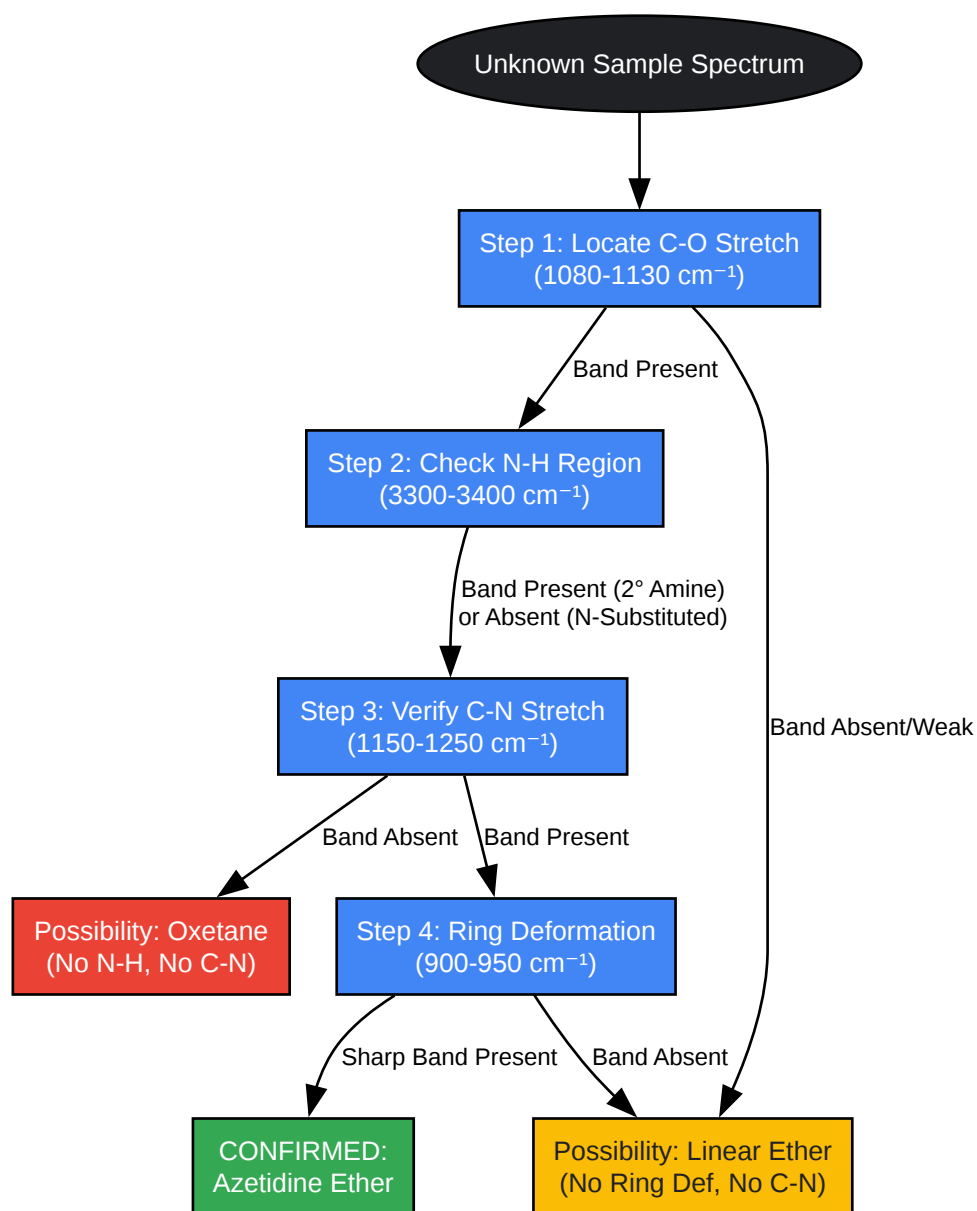 Unknown Sample Spectrum
Step 1: Locate C-O Stretch
(1080-1130 cm⁻¹)
Band Present
Step 2: Check N-H Region
(3300-3400 cm⁻¹)
Band Present (2° Amine)
or Absent (N-Substituted)
Step 3: Verify C-N Stretch
(1150-1250 cm⁻¹)
Band Absent/Weak
Band Absent
Band Present
Possibility: Oxetane
(No N-H, No C-N)
Step 4: Ring Deformation
(900-950 cm⁻¹)
Sharp Band Present
Band Absent
CONFIRMED:
Azetidine Ether
Possibility: Linear Ether
(No Ring Def, No C-N)